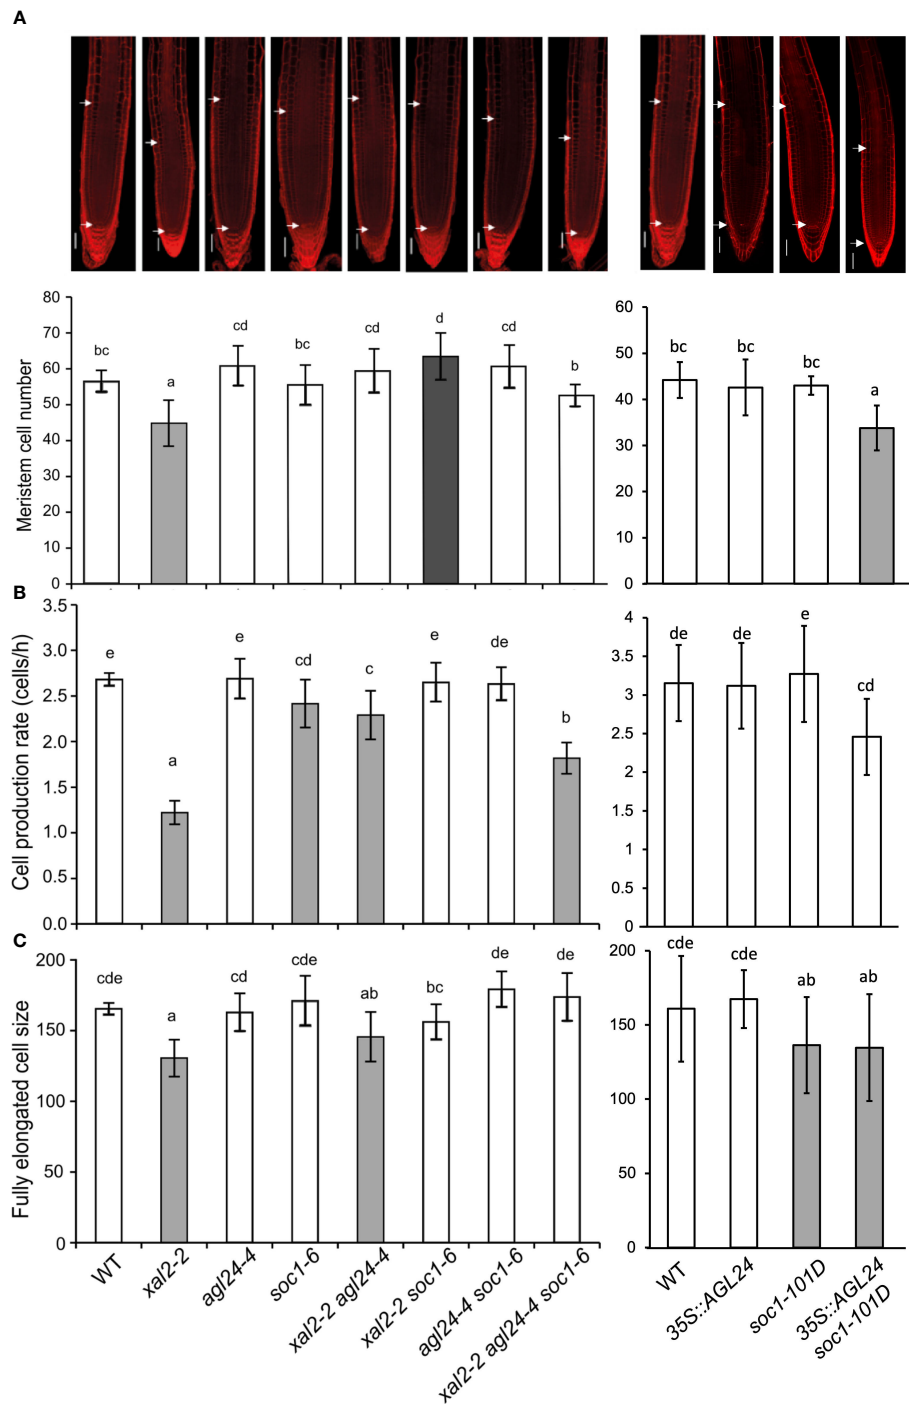 A
Meristem cell number
80
70
60
50
40
30
20
10
0
bc
a
cd
bc
cd
d
cd
b
60
50
40
30
20
10
0
bc
bc
bc
a
B
Cell production rate (cells/h)
3.5
3.0
2.5
2.0
1.5
1.0
0.5
0.0
e
a
e
cd
c
e
de
b
4
3.5
3
2.5
2
1.5
1
0.5
0
de
de
e
cd
C
Fully elongated cell size
200
150
100
50
0
cde
a
cd
cde
ab
bc
de
de
200
150
100
50
0
cde
cde
ab
ab
WT
xal2-2
agl24-4
soc1-6
xal2-2 agl24-4
xal2-2 soc1-6
agl24-4 soc1-6
xal2-2 agl24-4 soc1-6
WT
35S::AGL24
soc1-101D
35S::AGL24
soc1-101D